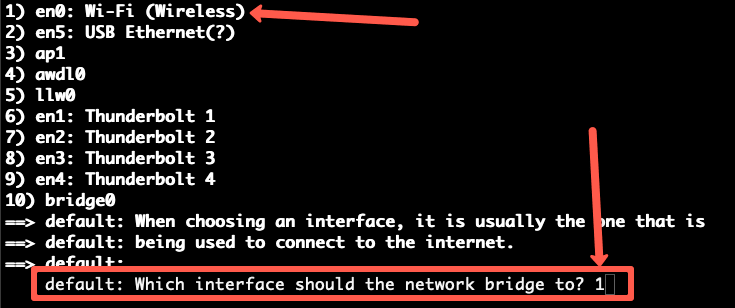 1) en0: Wi-Fi (Wireless)
2) en5: USB Ethernet(?)
3) ap1
4) awdl0
5) llw0
6) en1: Thunderbolt 1
7) en2: Thunderbolt 2
8) en3: Thunderbolt 3
9) en4: Thunderbolt 4
10) bridge0
==> default: When choosing an interface, it is usually the one that is
==> default: being used to connect to the internet.
==> default:
default: Which interface should the network bridge to? 1